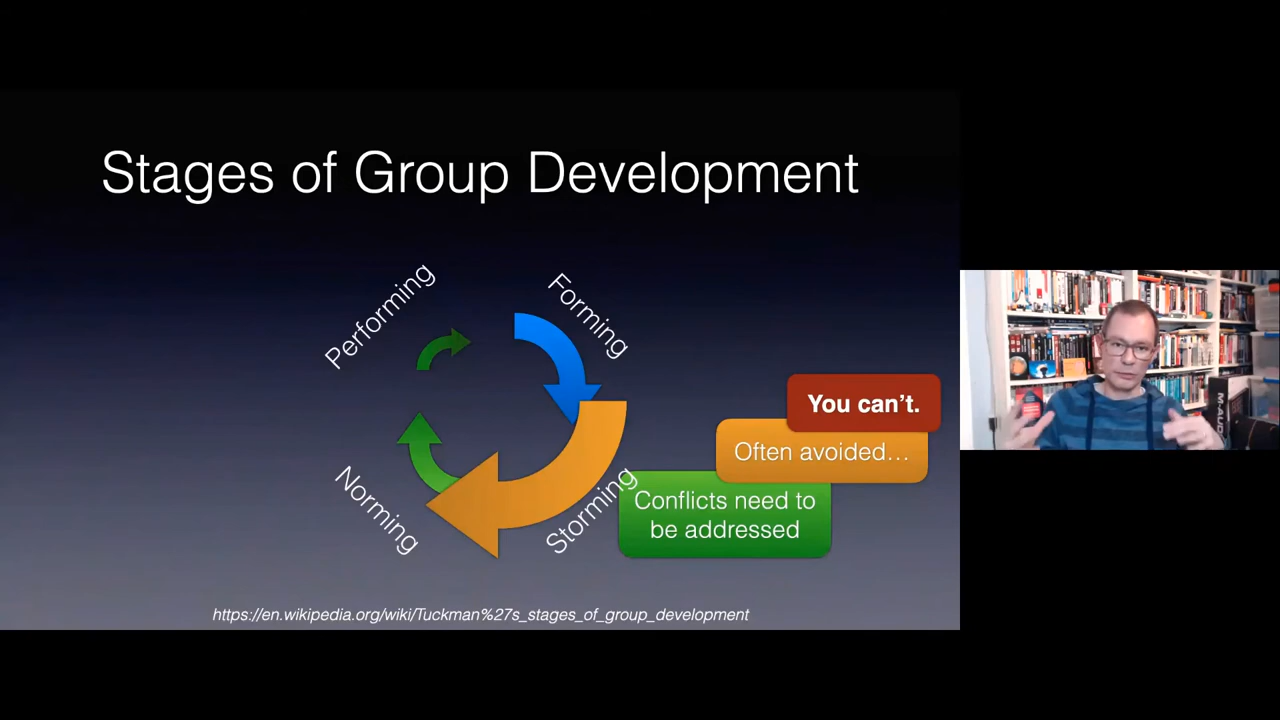 Stages of Group Development
Performing
Forming
You can't.
Often avoided...
Norming
Storming
Conflicts need to
be addressed
https://en.wikipedia.org/wiki/Tuckman%27s_stages_of_group_development
M-AUD